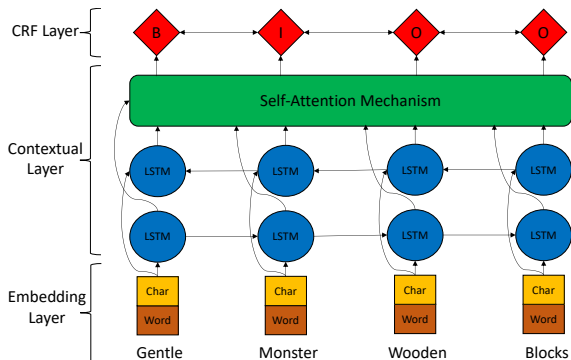 CRF Layer
B I O O
Self-Attention Mechanism
Contextual
Layer
LSTM LSTM LSTM LSTM
LSTM LSTM LSTM LSTM
Embedding
Layer
Char Char Char Char
Word Word Word Word
Gentle Monster Wooden Blocks